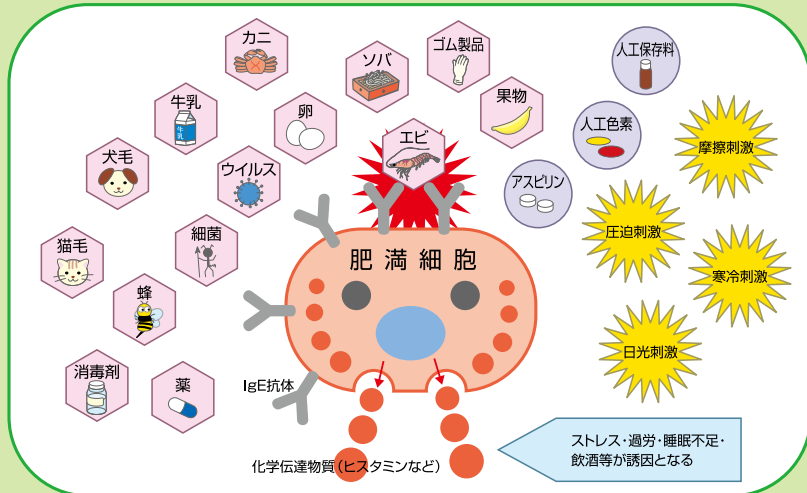 カニ
ソバ
ゴム製品
人工保存料
牛乳
卵
果物
人工色素
エビ
摩擦刺激
犬毛
ウイルス
アスピリン
圧迫刺激
猫毛
細菌
肥満細胞
寒冷刺激
蜂
日光刺激
消毒剤
薬
IgE抗体
牛乳
化学伝達物質(ヒスタミンなど)
ストレス・過労・睡眠不足・
飲酒等が誘因となる